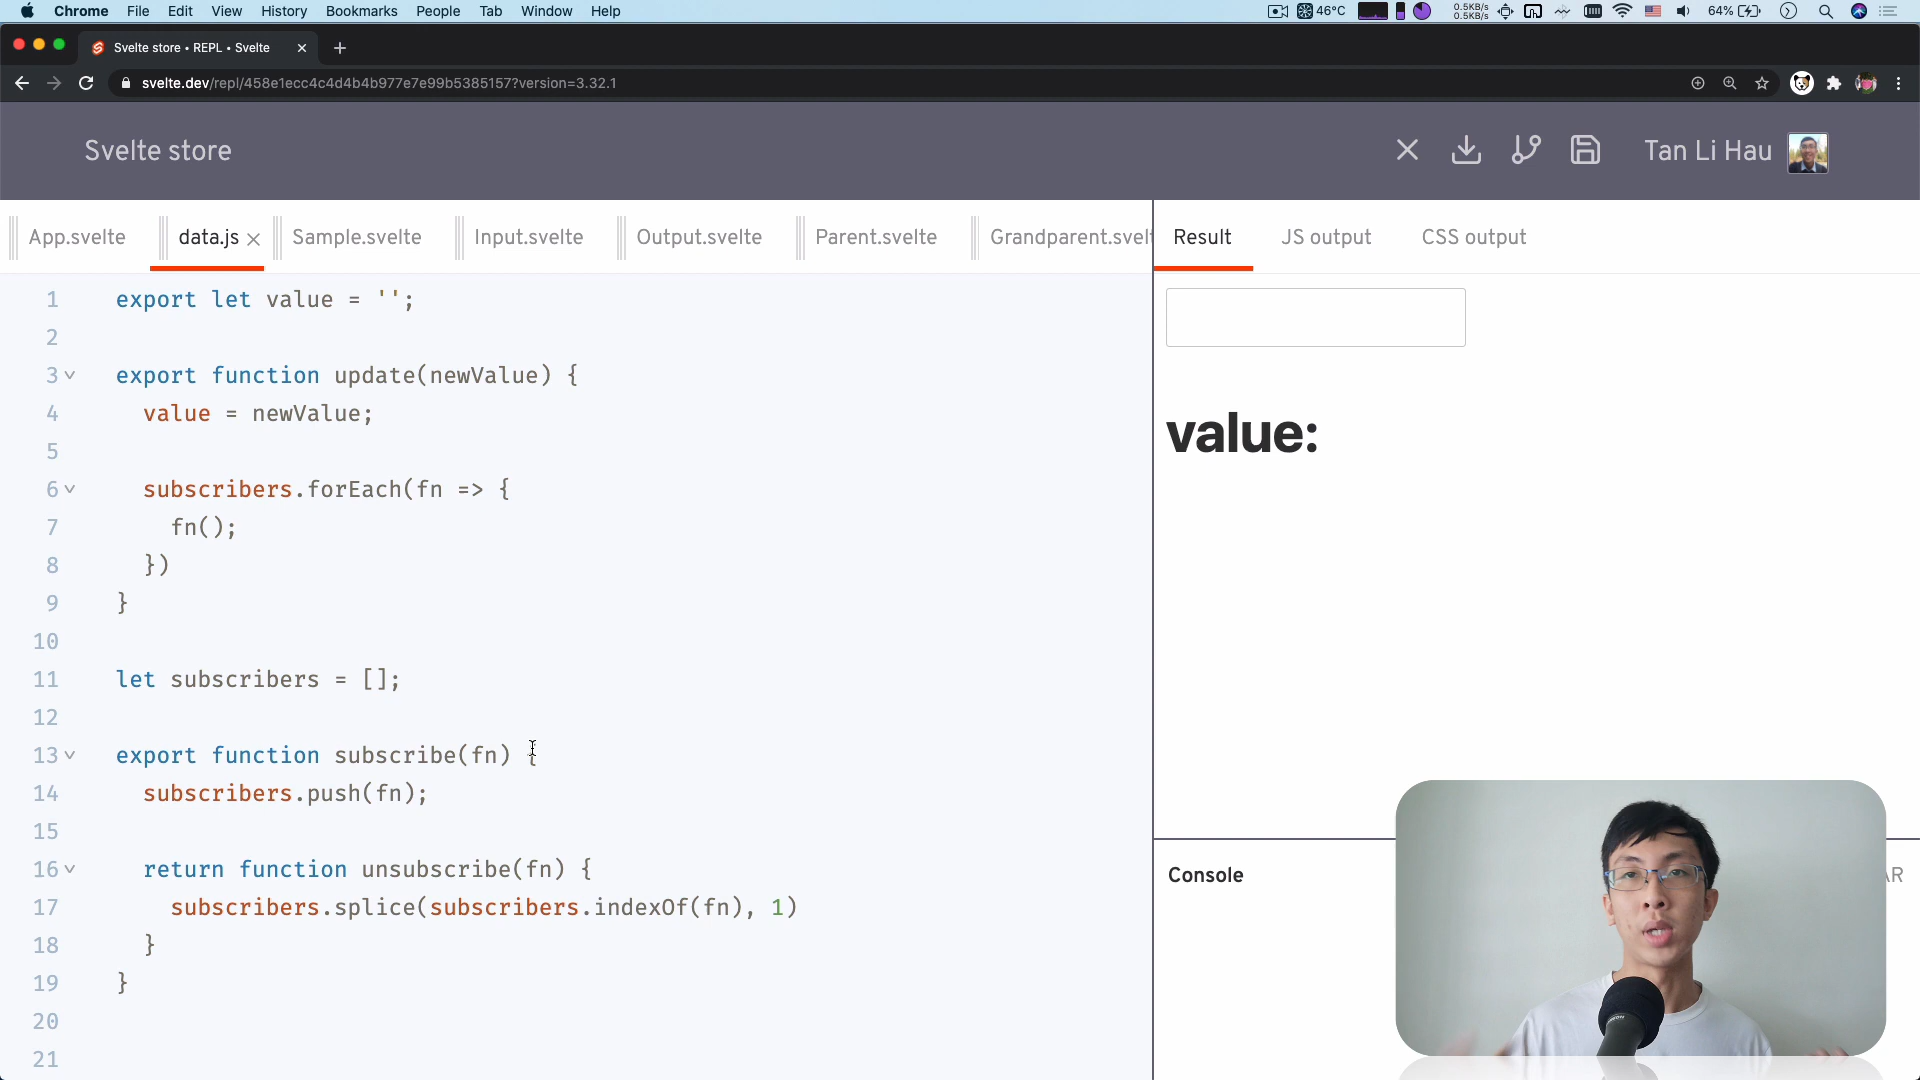 Chrome File Edit View History Bookmarks People Tab Window Help
46°C
0.5KB/s
0.5KB/s
64%
Svelte store • REPL • Svelte
svelte.dev/repl/458e1ecc4c4d4b4b977e7e99b5385157?version=3.32.1
Svelte store
Tan Li Hau
App.svelte
data.js
Sample.svelte
Input.svelte
Output.svelte
Parent.svelte
Grandparent.svelt
Result
JS output
CSS output
1 export let value = '';
2
3 export function update(newValue) {
4 value = newValue;
5
6 subscribers.forEach(fn => {
7 fn();
8 })
9 }
10
11 let subscribers = [];
12
13 export function subscribe(fn) {
14 subscribers.push(fn);
15
16 return function unsubscribe(fn) {
17 subscribers.splice(subscribers.indexOf(fn), 1)
18 }
19 }
20
21
value:
Console